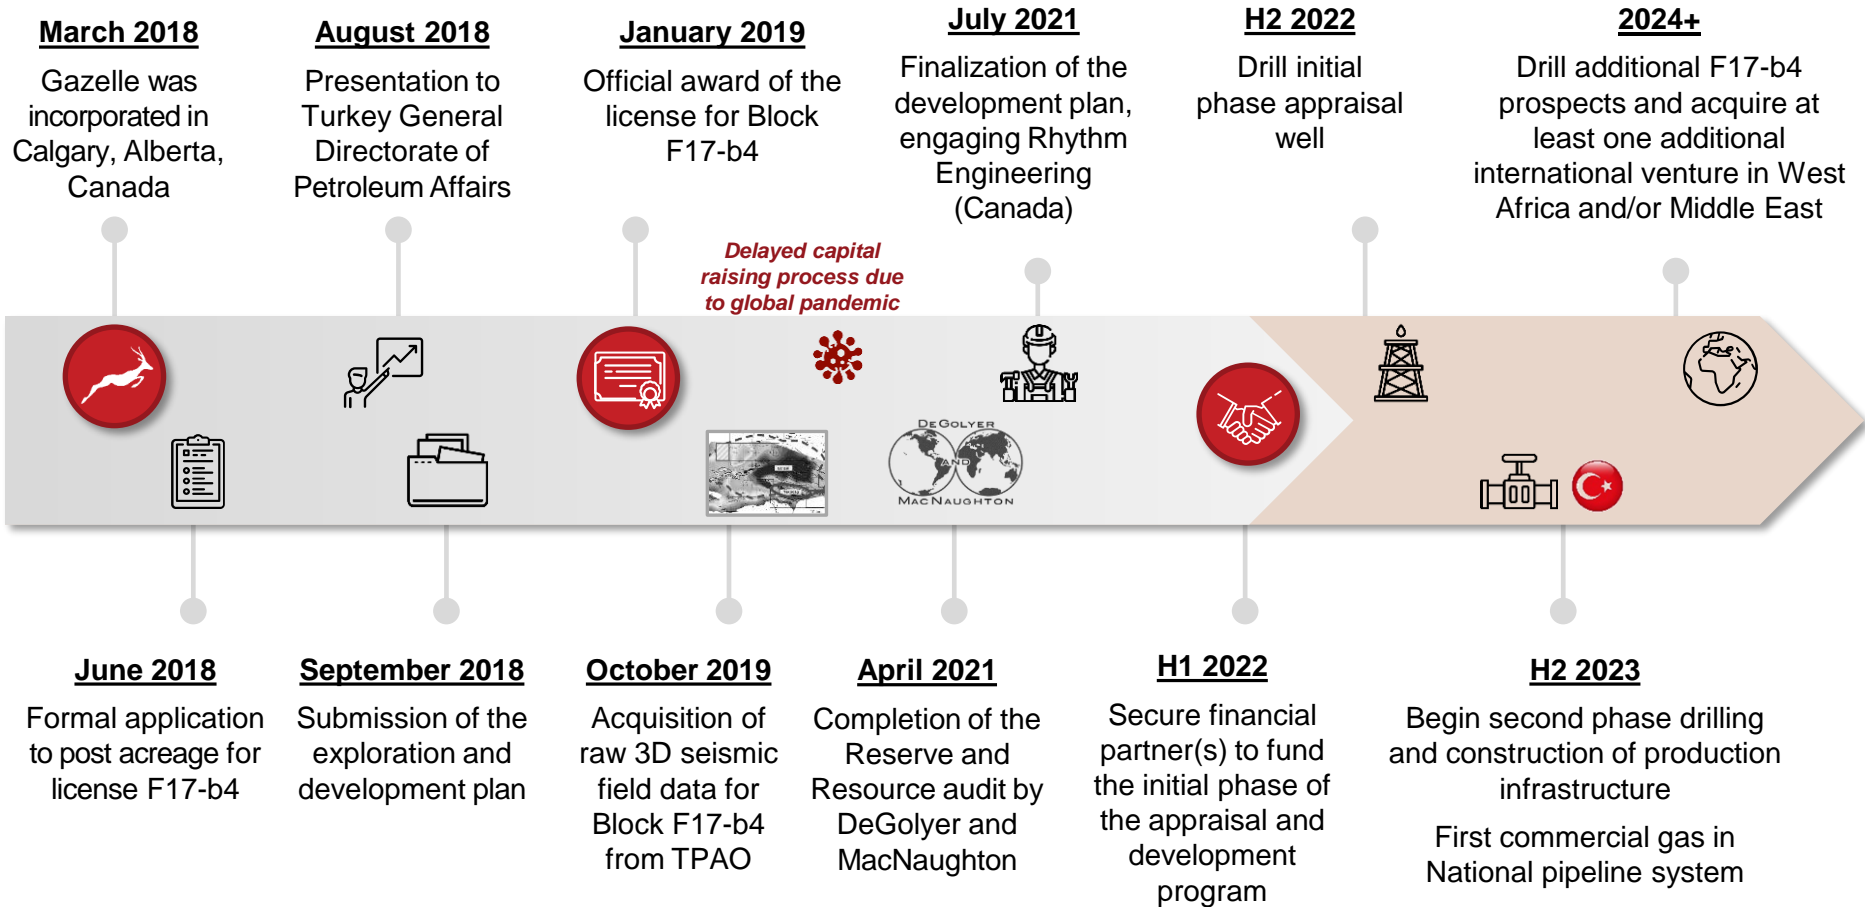 March 2018
Gazelle was
incorporated in
Calgary, Alberta,
Canada
August 2018
Presentation to
Turkey General
Directorate of
Petroleum Affairs
January 2019
Official award of the
license for Block
F17-b4
July 2021
Finalization of the
development plan,
engaging Rhythm
Engineering
(Canada)
H2 2022
Drill initial
phase appraisal
well
2024+
Drill additional F17-b4
prospects and acquire at
least one additional
international venture in West
Africa and/or Middle East
Delayed capital
raising process due
to global pandemic
DEGOLYER
AND
MACNAUGHTON
June 2018
Formal application
to post acreage for
license F17-b4
September 2018
Submission of the
exploration and
development plan
October 2019
Acquisition of
raw 3D seismic
field data for
Block F17-b4
from TPAO
April 2021
Completion of the
Reserve and
Resource audit by
DeGolyer and
MacNaughton
H1 2022
Secure financial
partner(s) to fund
the initial phase of
the appraisal and
development
program
H2 2023
Begin second phase drilling
and construction of production
infrastructure
First commercial gas in
National pipeline system